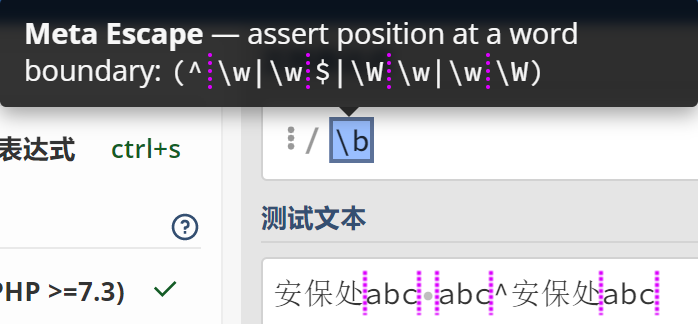 Meta Escape — assert position at a word
boundary: (^\w|\w$|\W\w|\w\W)
表达式 ctrl+s
/ \b
测试文本
PHP >=7.3)
安保处abc·abc^安保处abc